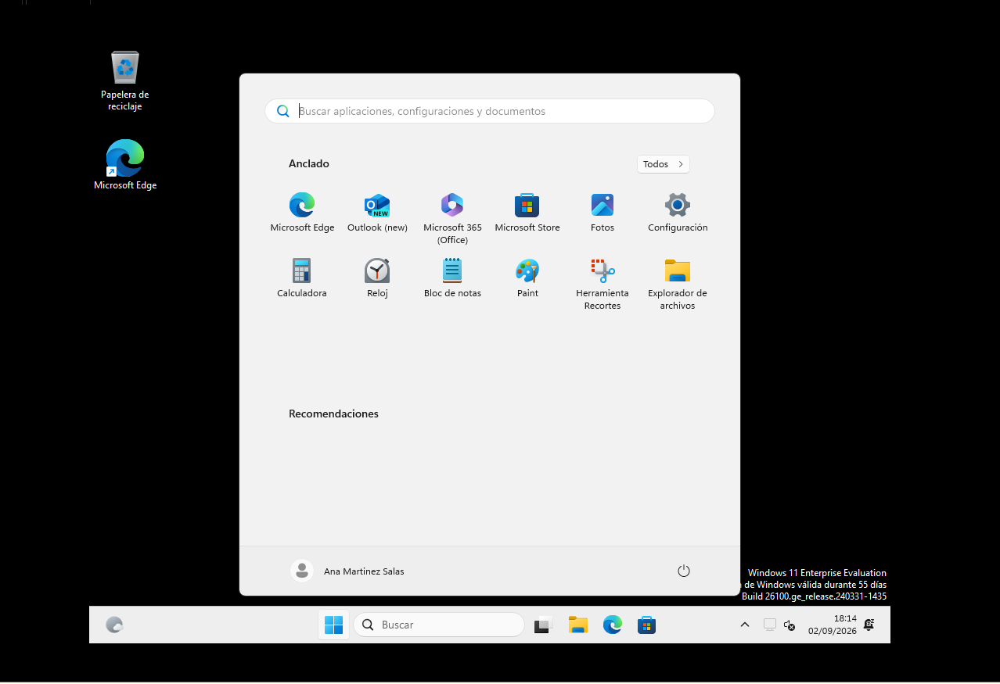 Papelera de
reciclaje
Microsoft Edge
Buscar aplicaciones, configuraciones y documentos
Anclado
Todos
Microsoft Edge
Outlook (new)
Microsoft 365
(Office)
Microsoft Store
Fotos
Configuración
Calculadora
Reloj
Bloc de notas
Paint
Herramienta
Recortes
Explorador de
archivos
Recomendaciones
Ana Martinez Salas
Windows 11 Enterprise Evaluation
de Windows válida durante 55 días
Build 26100.ge_release.240331-1435
Buscar
18:14
02/09/2026